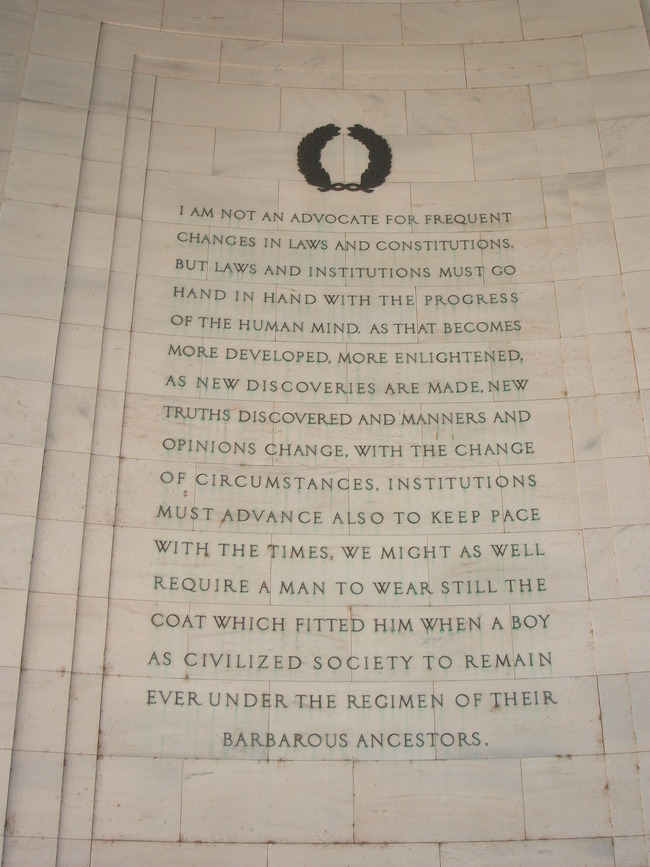 I AM NOT AN ADVOCATE FOR FREQUENT
CHANGES IN LAWS AND CONSTITUTIONS.
BUT LAWS AND INSTITUTIONS MUST GO
HAND IN HAND WITH THE PROGRESS
OF THE HUMAN MIND. AS THAT BECOMES
MORE DEVELOPED, MORE ENLIGHTENED,
AS NEW DISCOVERIES ARE MADE, NEW
TRUTHS DISCOVERED AND MANNERS AND
OPINIONS CHANGE, WITH THE CHANGE
OF CIRCUMSTANCES, INSTITUTIONS
MUST ADVANCE ALSO TO KEEP PACE
WITH THE TIMES. WE MIGHT AS WELL
REQUIRE A MAN TO WEAR STILL THE
COAT WHICH FITTED HIM WHEN A BOY
AS CIVILIZED SOCIETY TO REMAIN
EVER UNDER THE REGIMEN OF THEIR
BARBAROUS ANCESTORS.